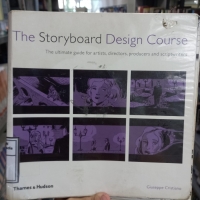 The Storyboard Design Course
The ultimate guide for artists, directors, producers and scriptwriters
Thames & Hudson
Giuseppe Cristiano